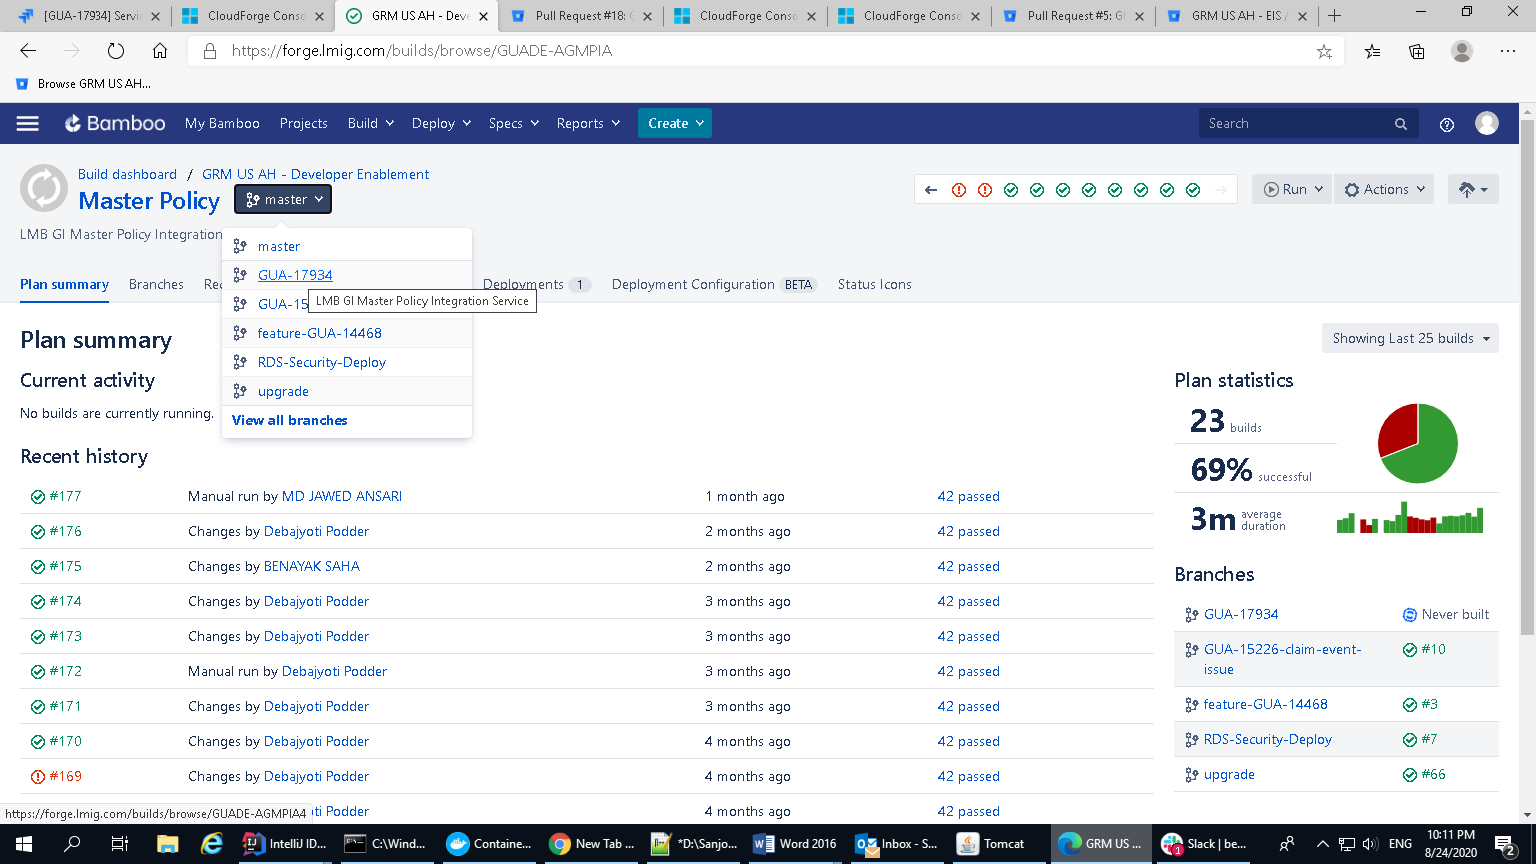 [GUA-17934] Servi
CloudForge Conso
GRM US AH - Deve
Pull Request #18: G
CloudForge Conso
CloudForge Conso
Pull Request #5: GU
GRM US AH - EIS /
https://forge.lmig.com/builds/browse/GUADE-AGMPIA
Browse GRM US AH...
Bamboo
My Bamboo
Projects
Build
Deploy
Specs
Reports
Create
Search
Build dashboard / GRM US AH - Developer Enablement
Master Policy
master
Run
Actions
LMB GI Master Policy Integration
master
GUA-17934
LMB GI Master Policy Integration Service
GUA-15
feature-GUA-14468
RDS-Security-Deploy
upgrade
View all branches
Plan summary
Branches
Rec
Deployments 1
Deployment Configuration BETA
Status Icons
Plan summary
Showing Last 25 builds
Current activity
No builds are currently running.
Recent history
#177 Manual run by MD JAWED ANSARI 1 month ago 42 passed
#176 Changes by Debajyoti Podder 2 months ago 42 passed
#175 Changes by BENAYAK SAHA 2 months ago 42 passed
#174 Changes by Debajyoti Podder 3 months ago 42 passed
#173 Changes by Debajyoti Podder 3 months ago 42 passed
#172 Manual run by Debajyoti Podder 3 months ago 42 passed
#171 Changes by Debajyoti Podder 3 months ago 42 passed
#170 Changes by Debajyoti Podder 4 months ago 42 passed
#169 Changes by Debajyoti Podder 4 months ago 42 passed
ti Podder 4 months ago 42 passed
Plan statistics
23 builds
69% successful
3m average duration
Branches
GUA-17934 Never built
GUA-15226-claim-event-issue #10
feature-GUA-14468 #3
RDS-Security-Deploy #7
upgrade #66
https://forge.lmig.com/builds/browse/GUADE-AGMPIA4
IntelliJ ID...
C:\Wind...
Containe...
New Tab ...
*D:\Sanjo...
Word 2016
Inbox - S...
Tomcat
GRM US ...
1
Slack | be...
ENG
10:11 PM
8/24/2020
2